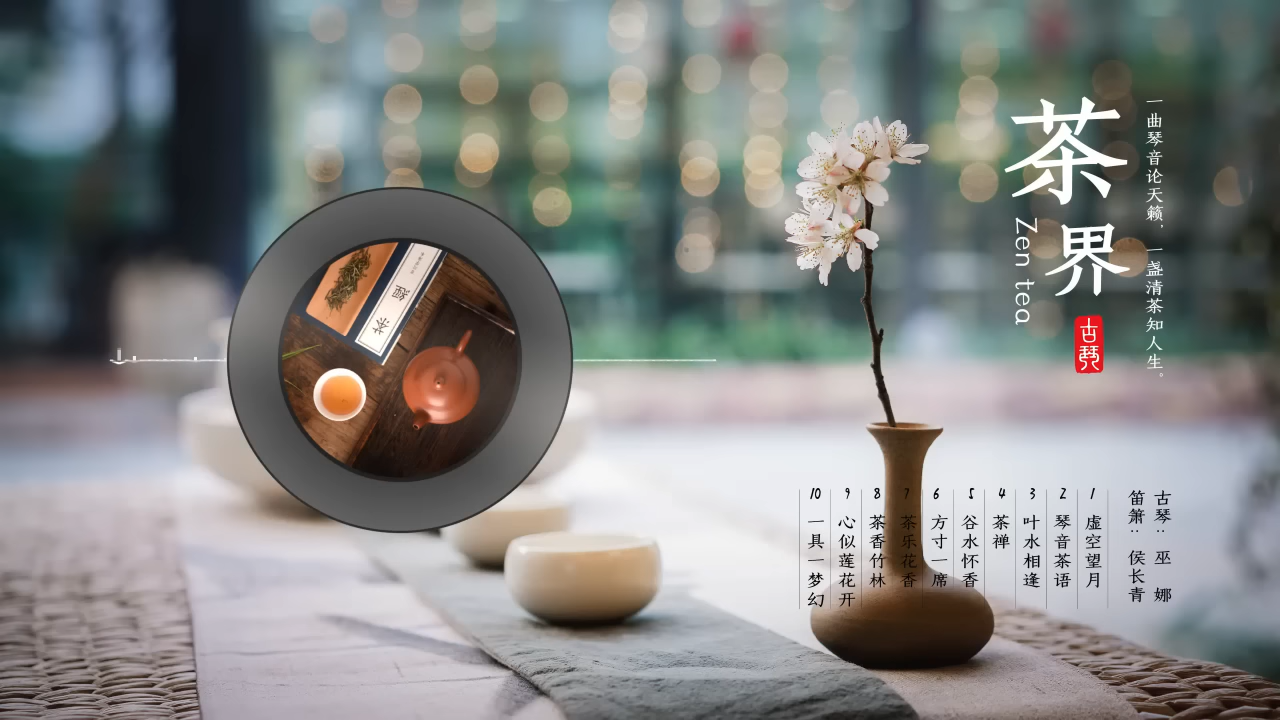 茶界
Zen tea
古琴
一曲琴音论天籁，一盏清茶知人生。
古琴：巫 娜
笛箫：侯长青
1 虚空望月
2 琴音茶语
3 叶水相逢
4 茶禅
5 谷水怀香
6 方寸一席
7 茶乐花香
8 茶香竹林
9 心似莲花开
10 一具一梦幻
茶經